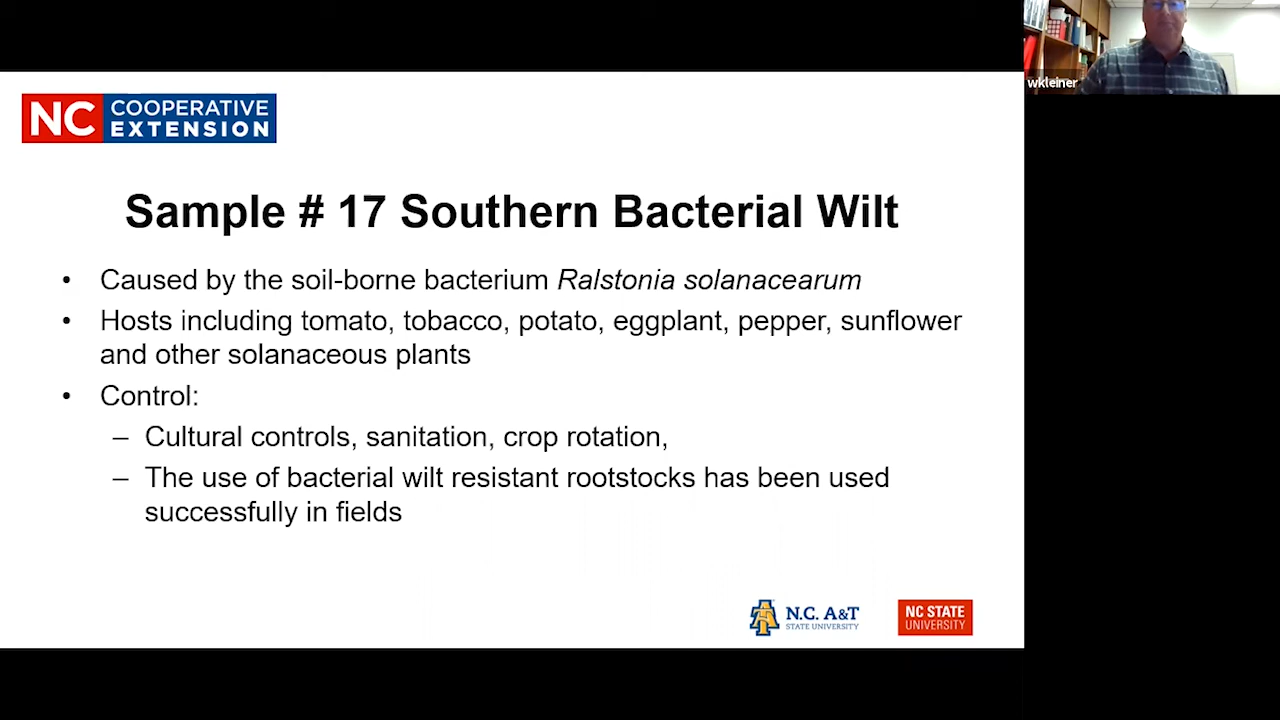 wkleiner
NC COOPERATIVE
EXTENSION
Sample # 17 Southern Bacterial Wilt
• Caused by the soil-borne bacterium Ralstonia solanacearum
• Hosts including tomato, tobacco, potato, eggplant, pepper, sunflower
and other solanaceous plants
• Control:
– Cultural controls, sanitation, crop rotation,
– The use of bacterial wilt resistant rootstocks has been used
successfully in fields
N.C. A&T
STATE UNIVERSITY
NC STATE
UNIVERSITY